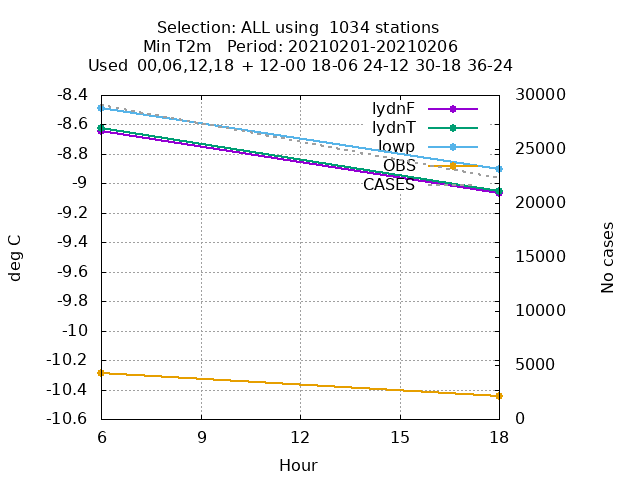 Selection: ALL using  1034 stations
Min T2m   Period: 20210201-20210206
Used  00,06,12,18  + 12-00 18-06 24-12 30-18 36-24
-8.4
-8.6
-8.8
-9
-9.2
-9.4
-9.6
-9.8
-10
-10.2
-10.4
-10.6
deg C
lydnF
lydnT
lowp
OBS
CASES
30000
25000
20000
15000
10000
5000
0
No cases
6
9
12
15
18
Hour